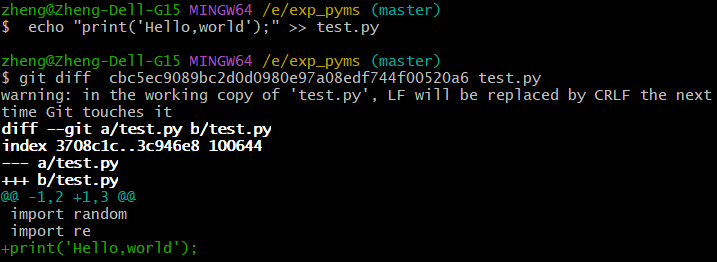 zheng@Zheng-Dell-G15 MINGW64 /e/exp_pyms (master)
$  echo "print('Hello,world');" >> test.py
zheng@Zheng-Dell-G15 MINGW64 /e/exp_pyms (master)
$ git diff  cbc5ec9089bc2d0d0980e97a08edf744f00520a6 test.py
warning: in the working copy of 'test.py', LF will be replaced by CRLF the next
time Git touches it
diff --git a/test.py b/test.py
index 3708c1c..3c946e8 100644
--- a/test.py
+++ b/test.py
@@ -1,2 +1,3 @@
 import random
 import re
+print('Hello,world');